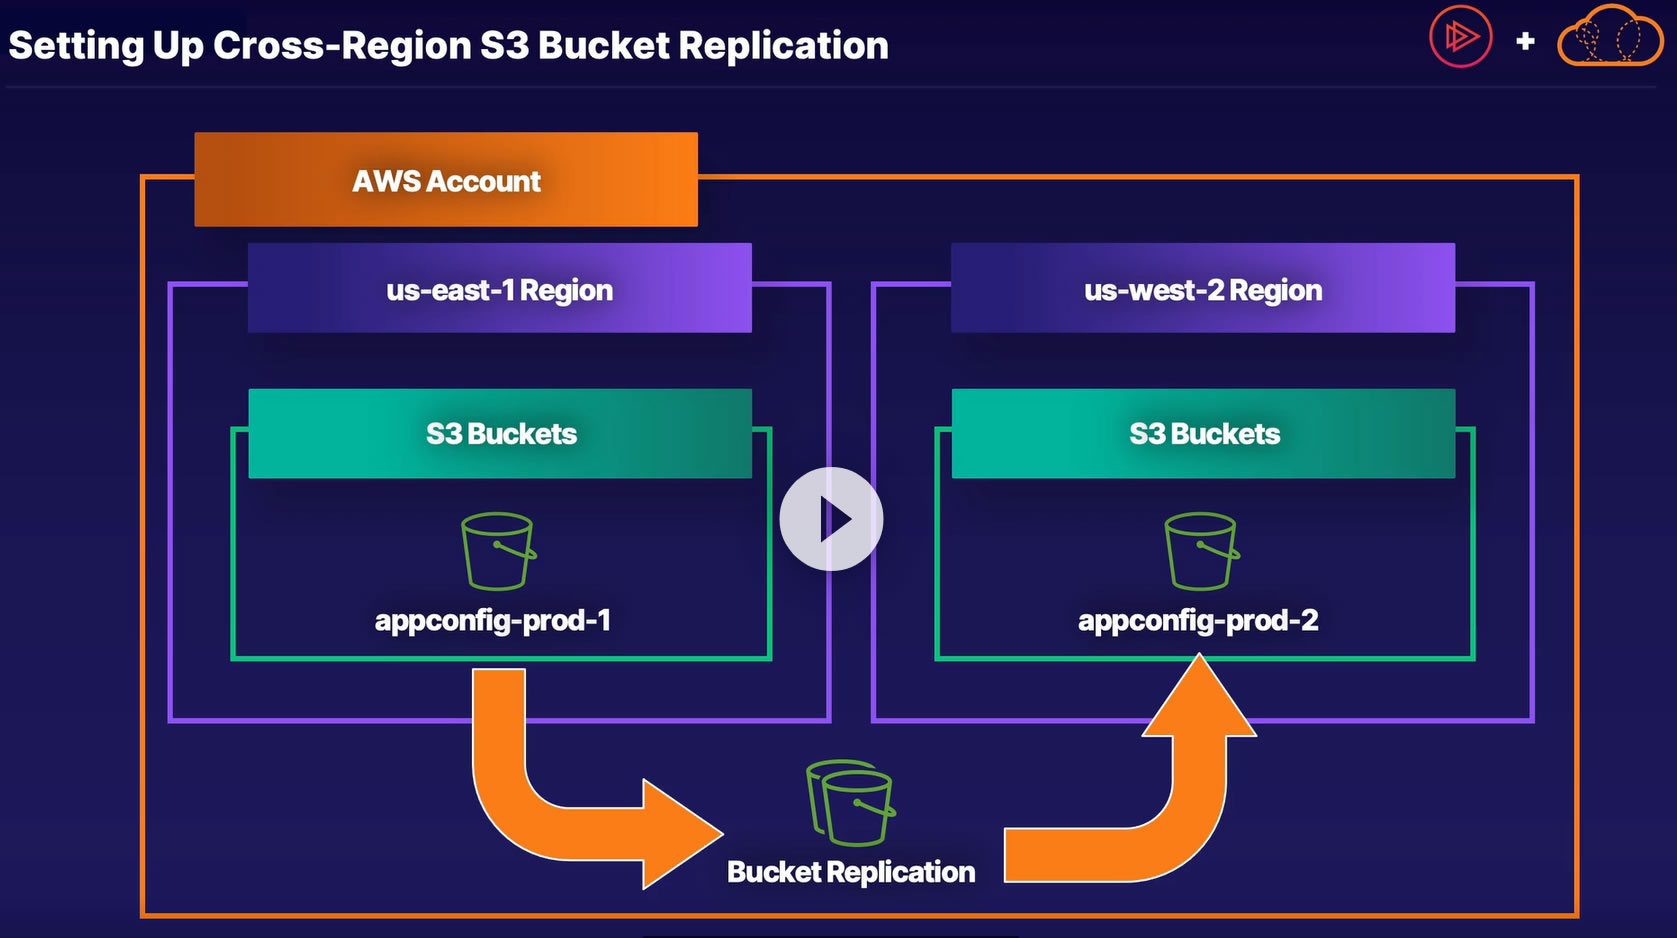 Setting Up Cross-Region S3 Bucket Replication
+
AWS Account
us-east-1 Region
us-west-2 Region
S3 Buckets
S3 Buckets
appconfig-prod-1
appconfig-prod-2
Bucket Replication